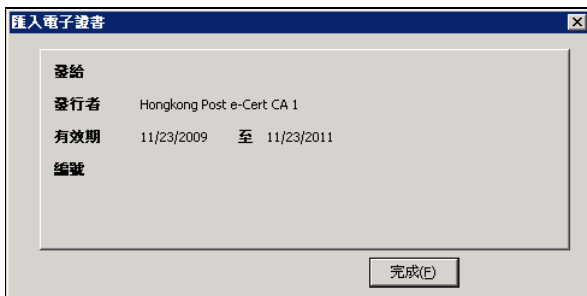 匯入電子證書
發給
發行者 Hongkong Post e-Cert CA 1
有效期 11/23/2009 至 11/23/2011
編號
完成(F)